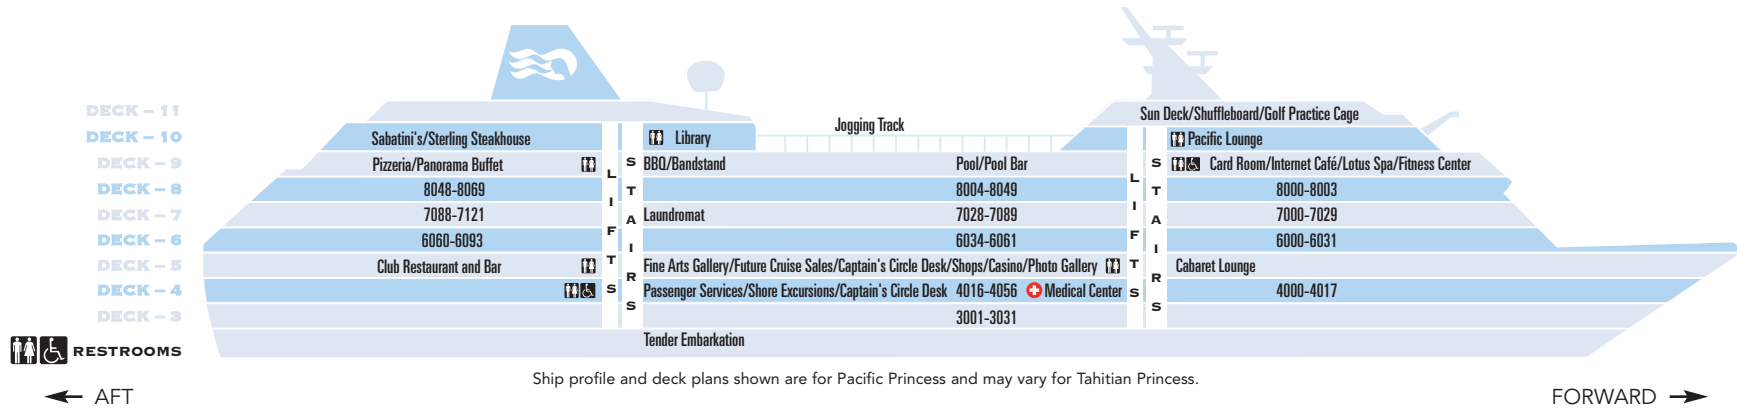 DECK – 11
Sun Deck/Shuffleboard/Golf Practice Cage
Jogging Track
DECK – 10
Sabatini's/Sterling Steakhouse
Library
Pacific Lounge
DECK – 9
Pizzeria/Panorama Buffet
BBQ/Bandstand
Pool/Pool Bar
Card Room/Internet Café/Lotus Spa/Fitness Center
DECK – 8
8048-8069
8004-8049
8000-8003
DECK – 7
7088-7121
Laundromat
7028-7089
7000-7029
DECK – 6
6060-6093
6034-6061
6000-6031
DECK – 5
Club Restaurant and Bar
Fine Arts Gallery/Future Cruise Sales/Captain's Circle Desk/Shops/Casino/Photo Gallery
Cabaret Lounge
DECK – 4
Passenger Services/Shore Excursions/Captain's Circle Desk
4016-4056
Medical Center
4000-4017
DECK – 3
3001-3031
Tender Embarkation
LIFTS
STAIRS
LIFTS
STAIRS
RESTROOMS
Ship profile and deck plans shown are for Pacific Princess and may vary for Tahitian Princess.
AFT
FORWARD